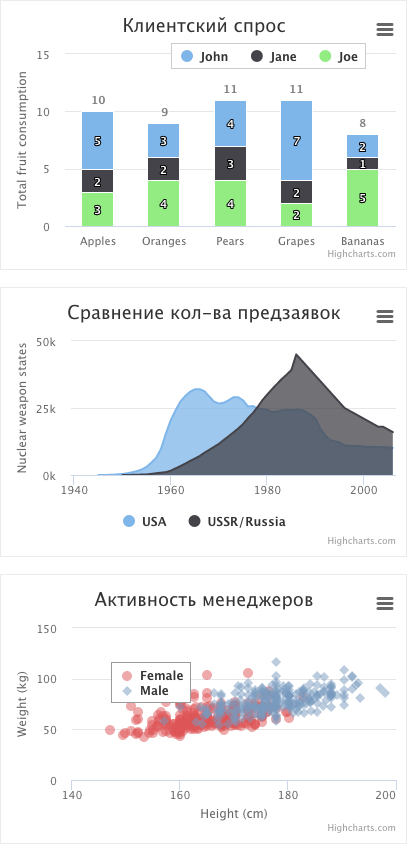 Клиентский спрос
John Jane Joe
Total fruit consumption
15
10
5
0
10
9
11
11
8
5
3
4
7
2
2
2
3
2
1
3
4
4
2
5
Apples Oranges Pears Grapes Bananas
Highcharts.com
Сравнение кол-ва предзаявок
Nuclear weapon states
50k
25k
0k
1940 1960 1980 2000
USA USSR/Russia
Highcharts.com
Активность менеджеров
Weight (kg)
150
100
50
0
Female
Male
140 160 180 200
Height (cm)
Highcharts.com